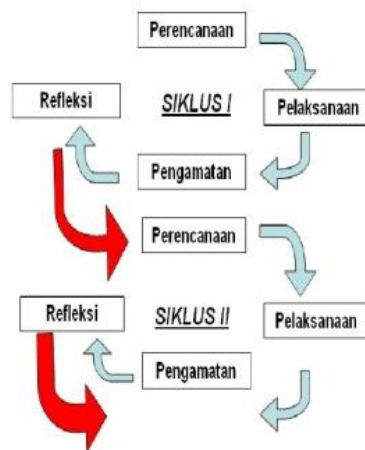 Perencanaan
Refleksi
SIKLUS I
Pelaksanaan
Pengamatan
Perencanaan
Refleksi
SIKLUS II
Pelaksanaan
Pengamatan